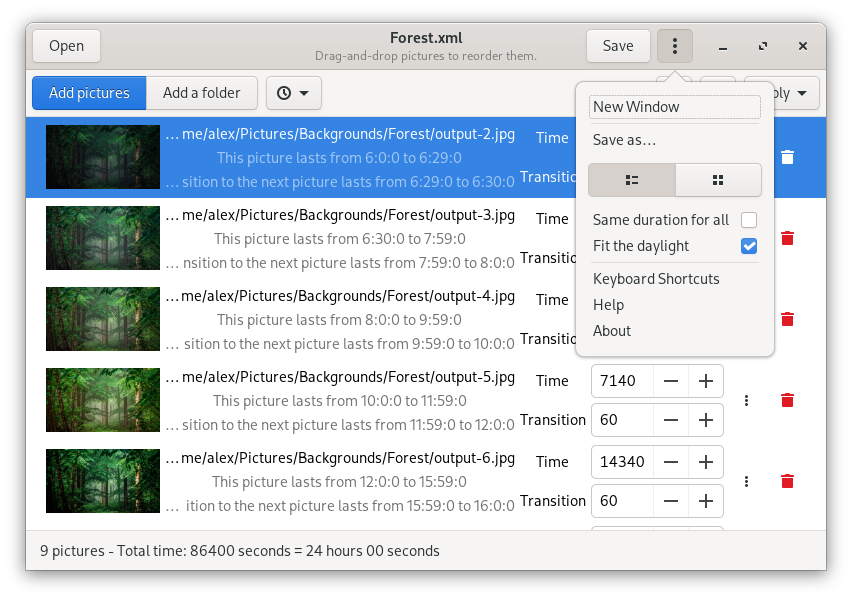 Open
Forest.xml
Drag-and-drop pictures to reorder them.
Save
Add pictures
Add a folder
New Window
Save as…
Same duration for all
Fit the daylight
Keyboard Shortcuts
Help
About
… me/alex/Pictures/Backgrounds/Forest/output-2.jpg
Time
This picture lasts from 6:0:0 to 6:29:0
… sition to the next picture lasts from 6:29:0 to 6:30:0
… me/alex/Pictures/Backgrounds/Forest/output-3.jpg
Time
This picture lasts from 6:30:0 to 7:59:0
… nsition to the next picture lasts from 7:59:0 to 8:0:0
… me/alex/Pictures/Backgrounds/Forest/output-4.jpg
Time
This picture lasts from 8:0:0 to 9:59:0
… sition to the next picture lasts from 9:59:0 to 10:0:0
… me/alex/Pictures/Backgrounds/Forest/output-5.jpg
Time
7140
This picture lasts from 10:0:0 to 11:59:0
… sition to the next picture lasts from 11:59:0 to 12:0:0
Transition
60
… me/alex/Pictures/Backgrounds/Forest/output-6.jpg
Time
14340
This picture lasts from 12:0:0 to 15:59:0
… ition to the next picture lasts from 15:59:0 to 16:0:0
Transition
60
9 pictures - Total time: 86400 seconds = 24 hours 00 seconds